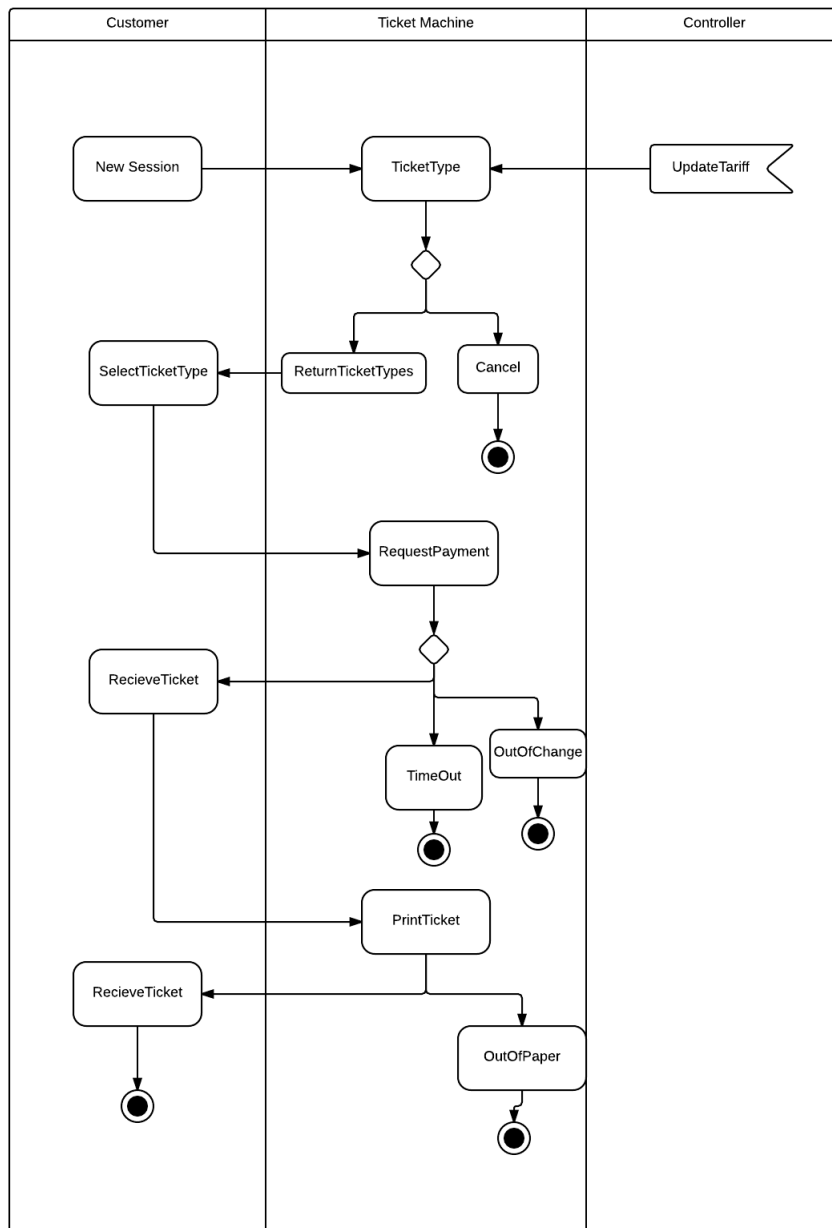 Customer
Ticket Machine
Controller
New Session
TicketType
UpdateTariff
SelectTicketType
ReturnTicketTypes
Cancel
RequestPayment
RecieveTicket
OutOfChange
TimeOut
PrintTicket
RecieveTicket
OutOfPaper